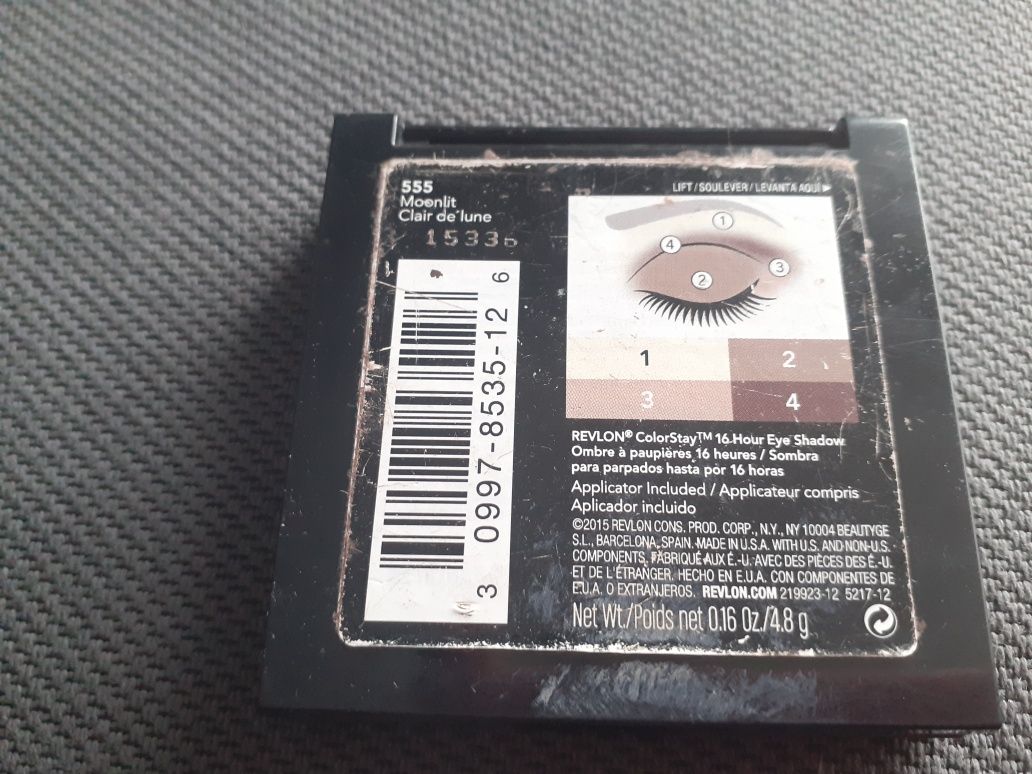 555
Moonlit
Clair de lune
LIFT / SOULEVER / LEVANTA AQUÍ
1
4
3
2
1 2
3 4
3 0997-8535-12 6
REVLON® ColorStay™ 16 Hour Eye Shadow
Ombre à paupières 16 heures / Sombra
para parpados hasta por 16 horas
Applicator Included / Applicateur compris
Aplicador incluido
©2015 REVLON CONS. PROD. CORP., N.Y., NY 10004 BEAUTYGE
S.L., BARCELONA, SPAIN. MADE IN U.S.A. WITH U.S. AND NON-U.S.
COMPONENTS. FABRIQUÉ AUX É.-U. AVEC DES PIÈCES DES É.-U.
ET DE L'ÉTRANGER. HECHO EN E.U.A. CON COMPONENTES DE
E.U.A. O EXTRANJEROS. REVLON.COM 219923-12 5217-12
Net Wt./Poids net 0.16 Oz./4.8 g